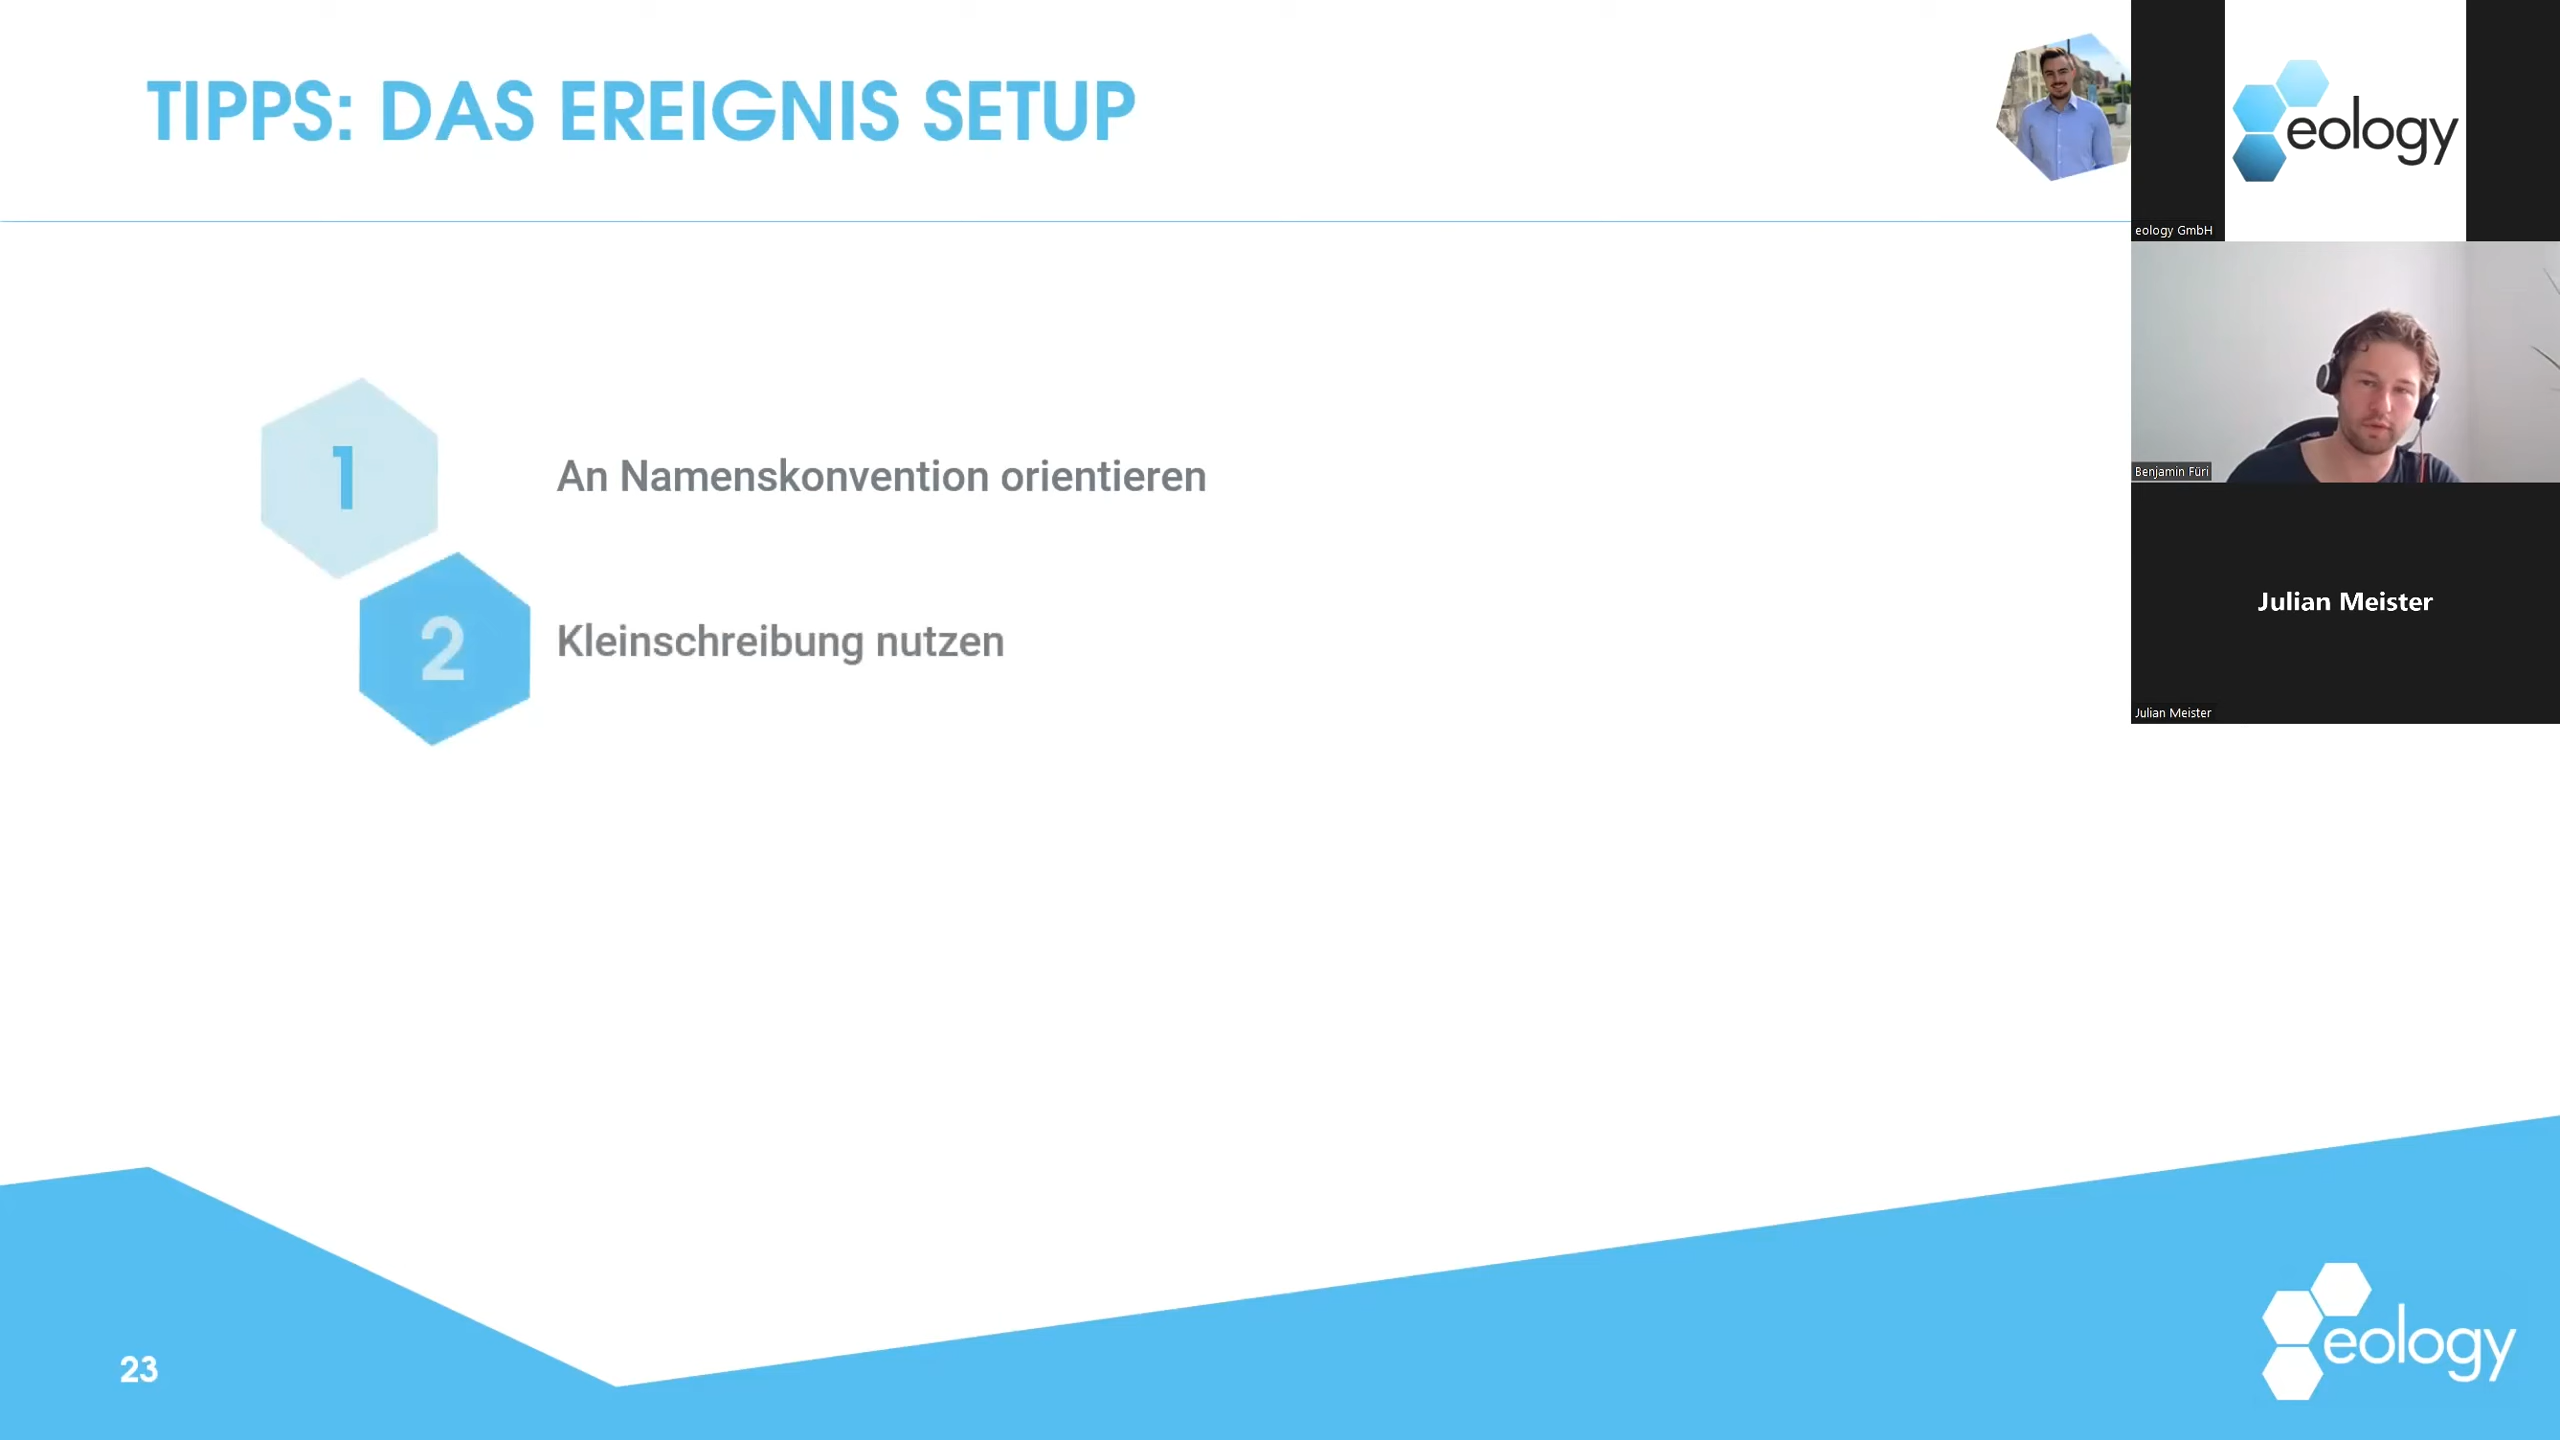 TIPPS: DAS EREIGNIS SETUP
eology
eology GmbH
1
An Namenskonvention orientieren
Benjamin Füri
2
Kleinschreibung nutzen
Julian Meister
Julian Meister
23
eology